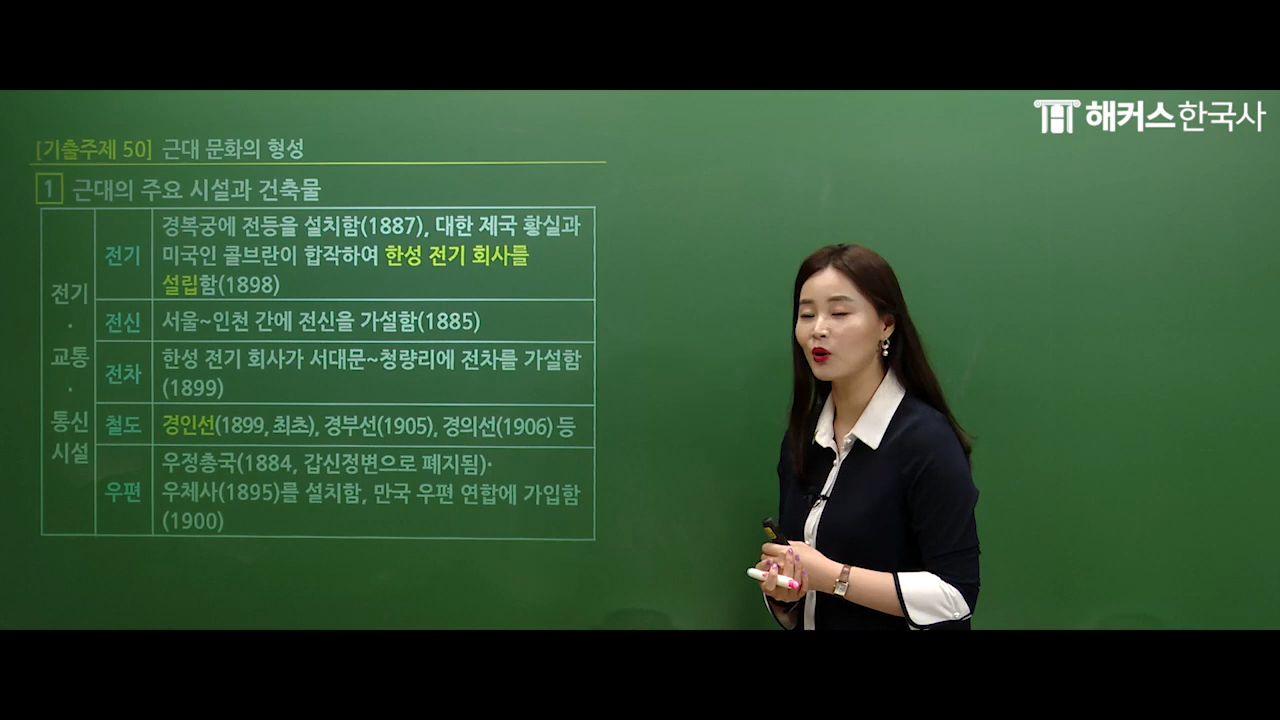 해커스한국사
[기출주제 50] 근대 문화의 형성
1 근대의 주요 시설과 건축물
전기
·
교통
·
통신
시설
전기
경복궁에 전등을 설치함(1887), 대한 제국 황실과
미국인 콜브란이 합작하여 한성 전기 회사를
설립함(1898)
전신
서울~인천 간에 전신을 가설함(1885)
전차
한성 전기 회사가 서대문~청량리에 전차를 가설함
(1899)
철도
경인선(1899, 최초), 경부선(1905), 경의선(1906) 등
우편
우정총국(1884, 갑신정변으로 폐지됨)·
우체사(1895)를 설치함, 만국 우편 연합에 가입함
(1900)